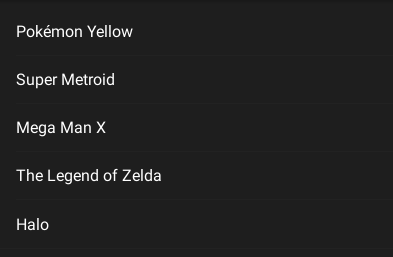 Pokémon Yellow
Super Metroid
Mega Man X
The Legend of Zelda
Halo